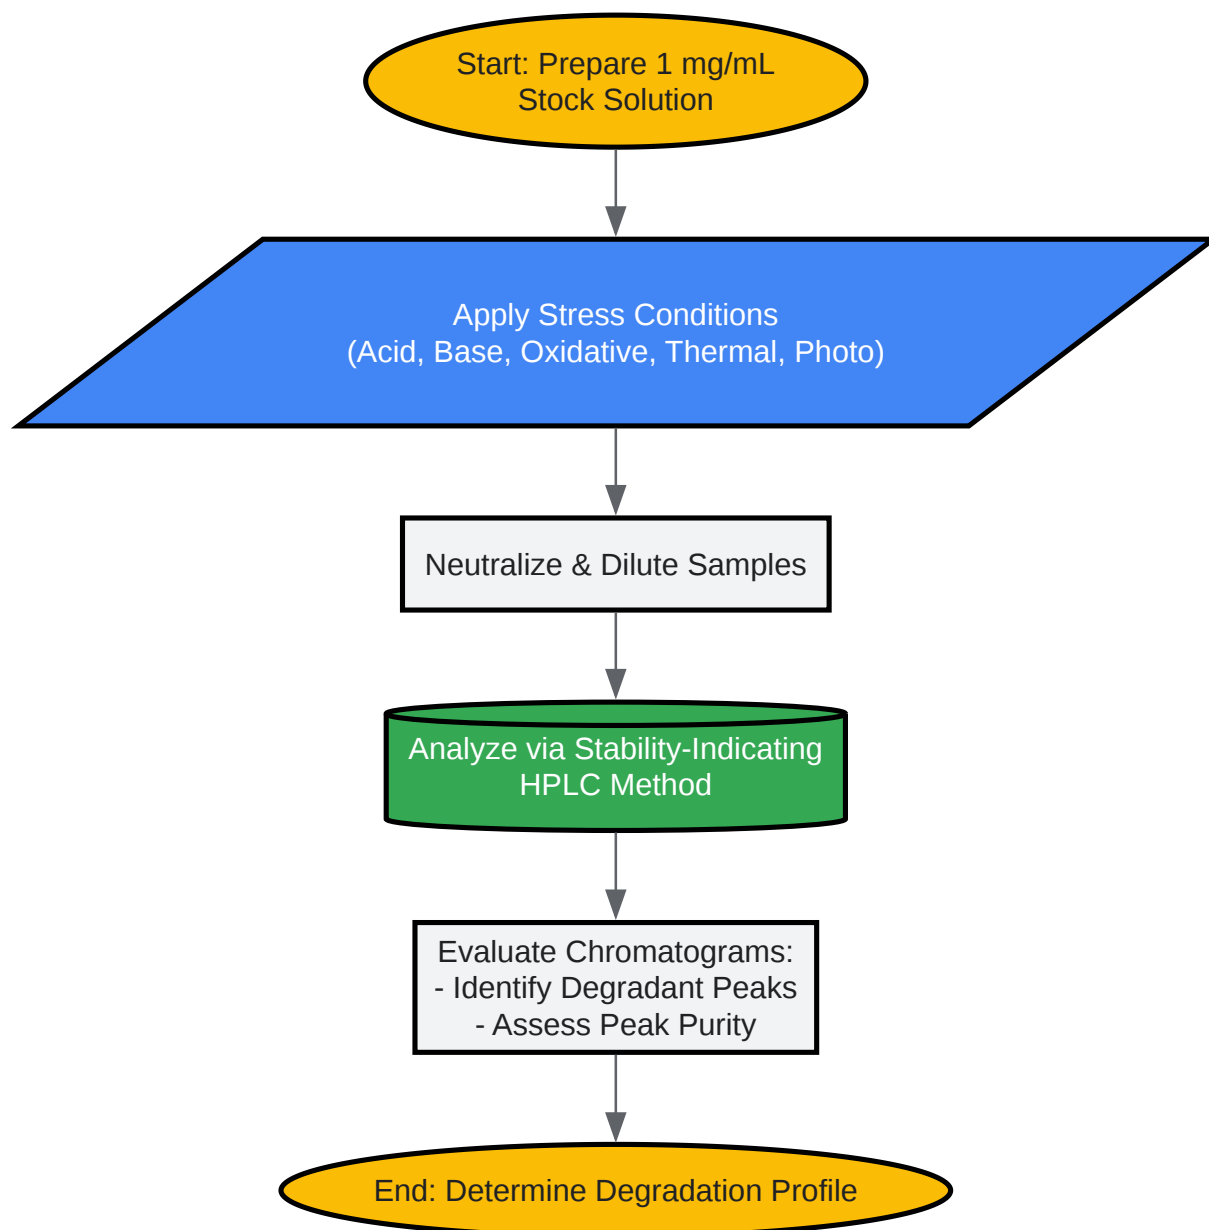 Start: Prepare 1 mg/mL
Stock Solution
Apply Stress Conditions
(Acid, Base, Oxidative, Thermal, Photo)
Neutralize & Dilute Samples
Analyze via Stability-Indicating
HPLC Method
Evaluate Chromatograms:
- Identify Degradant Peaks
- Assess Peak Purity
End: Determine Degradation Profile